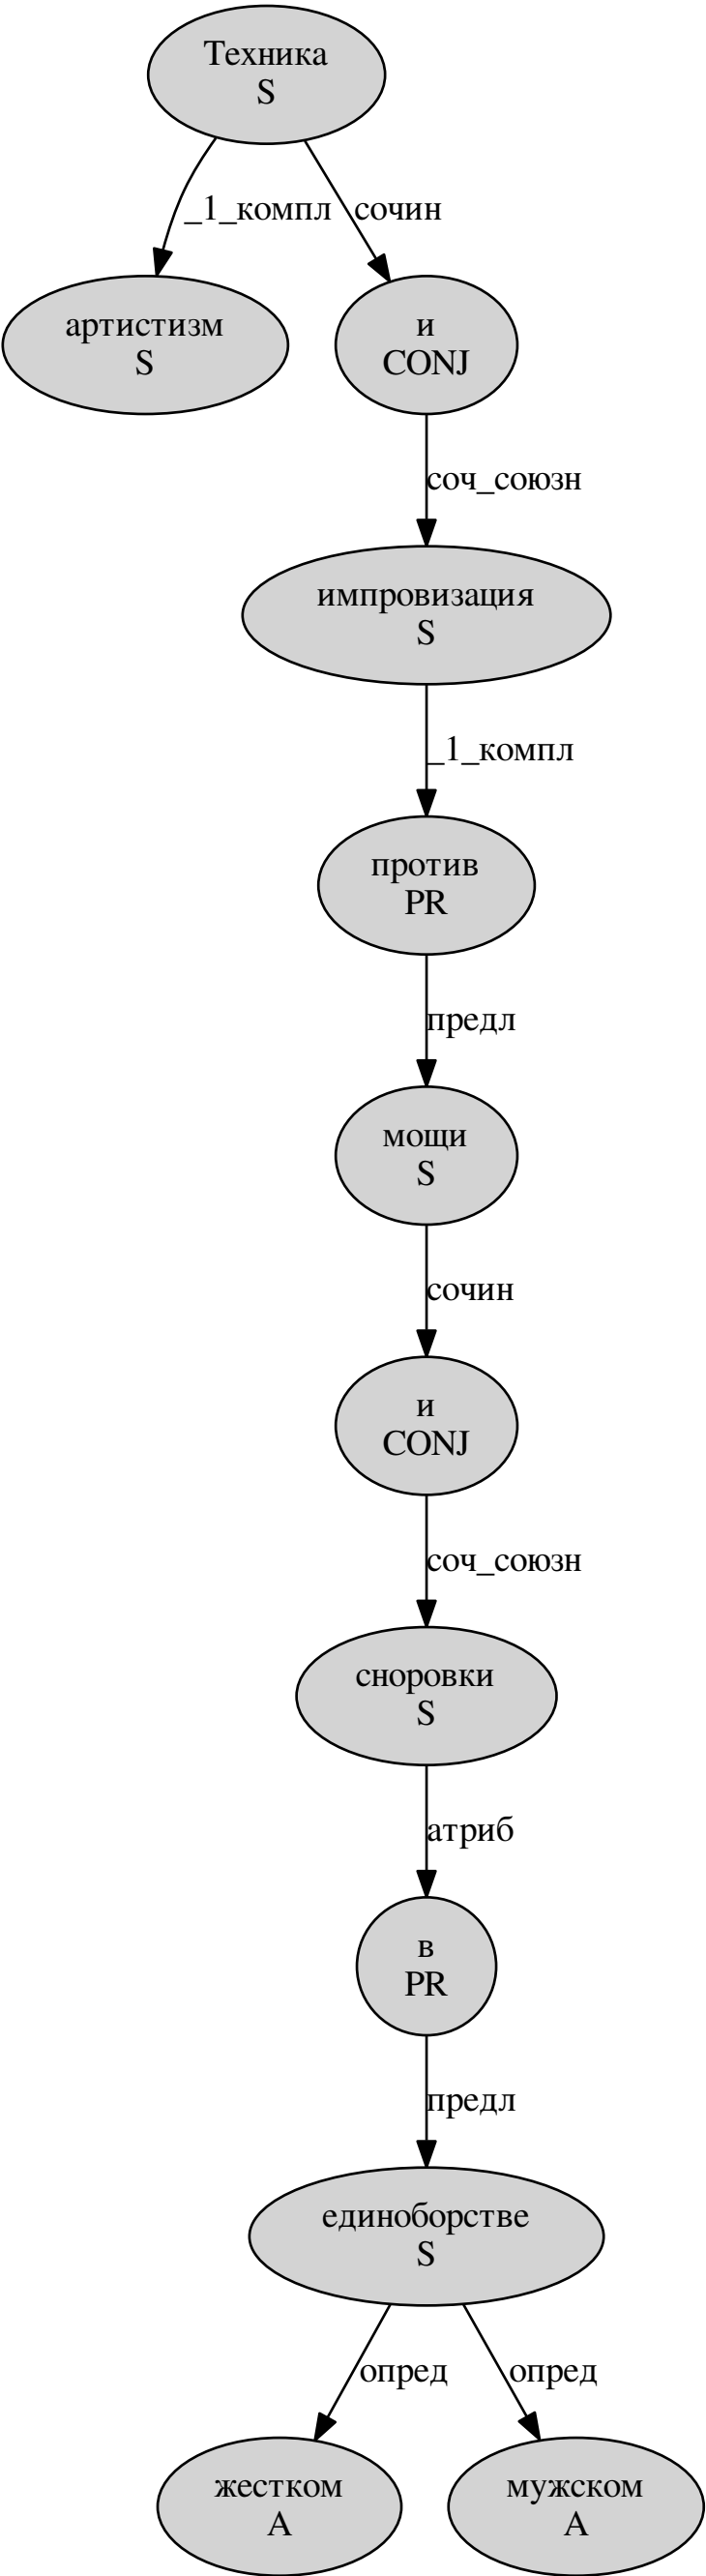 Техника
S
_1_компл
сочин
артистизм
S
и
CONJ
соч_союзн
импровизация
S
_1_компл
против
PR
предл
мощи
S
сочин
и
CONJ
соч_союзн
сноровки
S
атриб
в
PR
предл
единоборстве
S
опред
опред
жестком
A
мужском
A